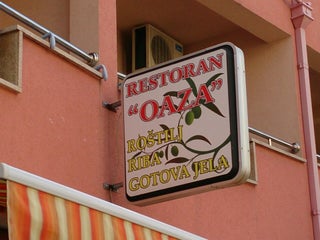 RESTORAN
"OAZA"
ROŠTILJ
RIBA
GOTOVA JELA